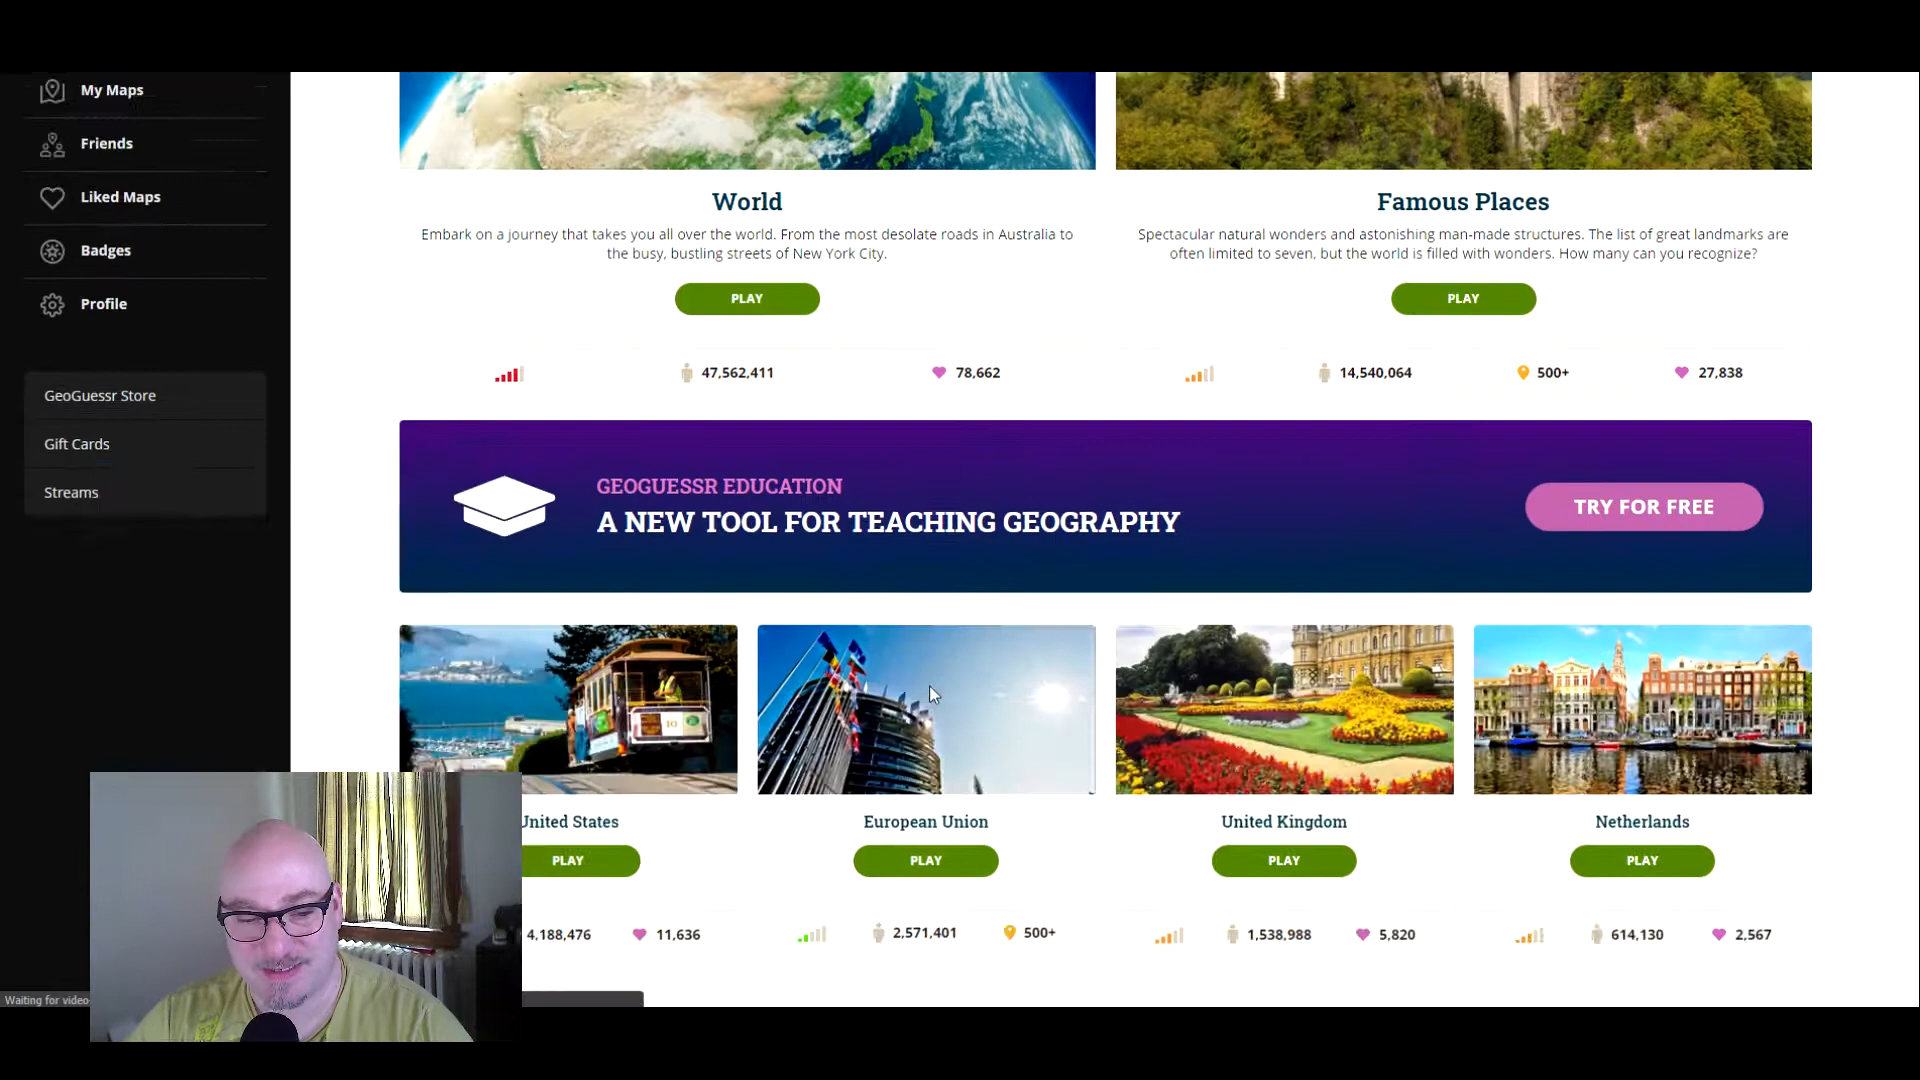 My Maps
Friends
Liked Maps
Badges
Profile
GeoGuessr Store
Gift Cards
Streams
World
Embark on a journey that takes you all over the world. From the most desolate roads in Australia to
the busy, bustling streets of New York City.
PLAY
47,562,411
78,662
Famous Places
Spectacular natural wonders and astonishing man-made structures. The list of great landmarks are
often limited to seven, but the world is filled with wonders. How many can you recognize?
PLAY
14,540,064
500+
27,838
GEOGUESSR EDUCATION
A NEW TOOL FOR TEACHING GEOGRAPHY
TRY FOR FREE
10
United States
PLAY
4,188,476
11,636
European Union
PLAY
2,571,401
500+
United Kingdom
PLAY
1,538,988
5,820
Netherlands
PLAY
614,130
2,567
Waiting for video